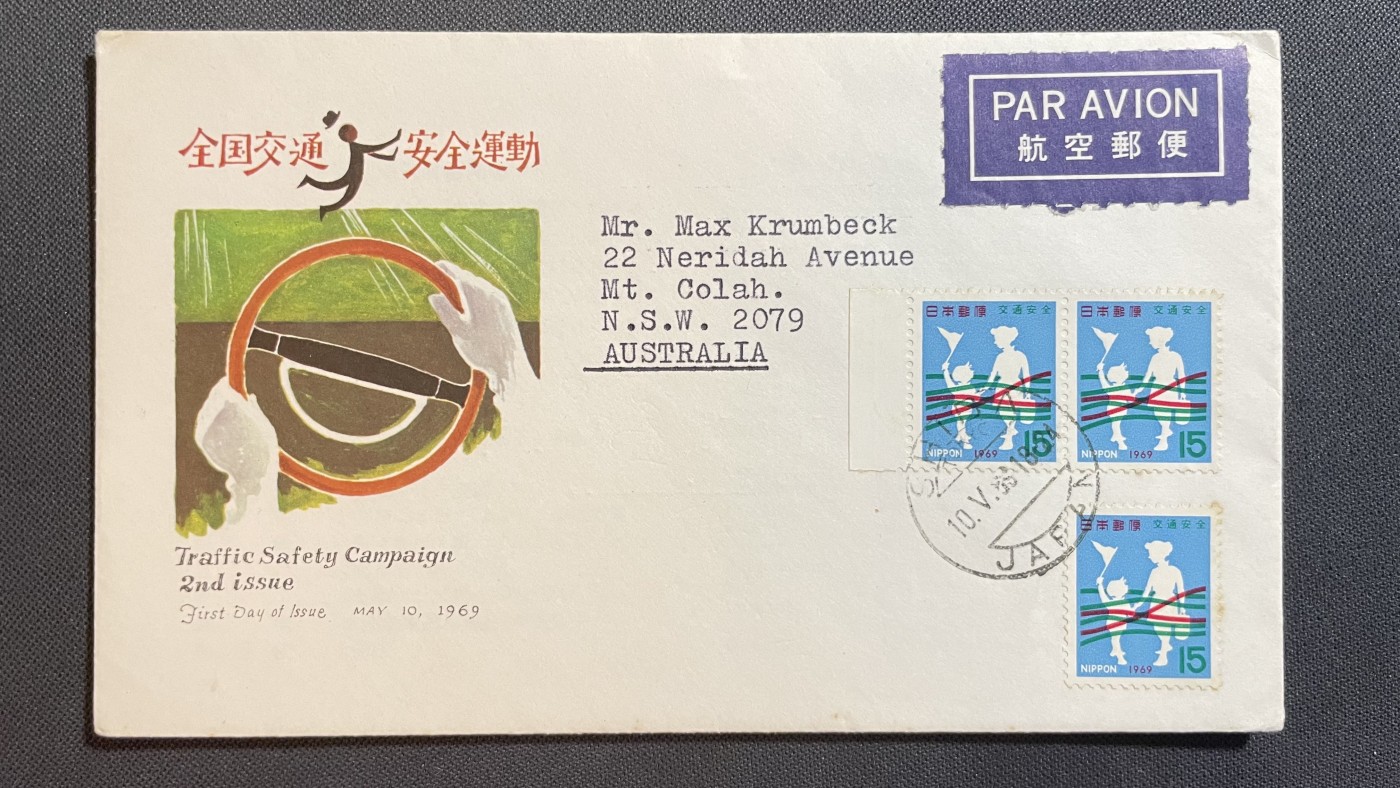 全国交通安全運動
PAR AVION
航空郵便
Mr. Max Krumbeck
22 Neridah Avenue
Mt. Colah.
N.S.W. 2079
AUSTRALIA
日本郵便 交通安全
15
NIPPON 1969
日本郵便 交通安全
15
NIPPON 1969
10.V.
JAPAN
日本郵便 交通安全
15
NIPPON 1969
Traffic Safety Campaign
2nd issue
First Day of Issue MAY 10, 1969